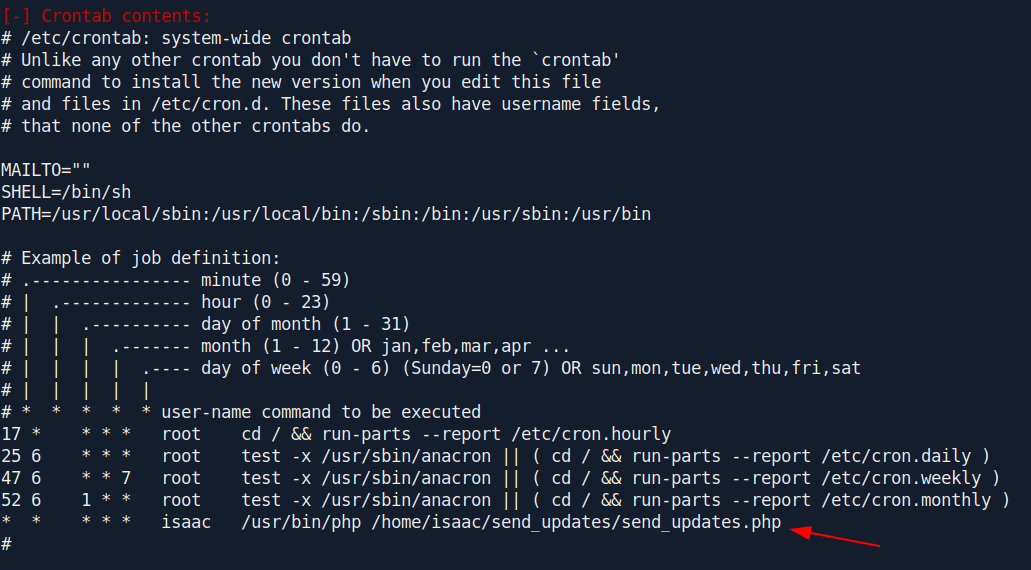 [-] Crontab contents:
# /etc/crontab: system-wide crontab
# Unlike any other crontab you don't have to run the `crontab'
# command to install the new version when you edit this file
# and files in /etc/cron.d. These files also have username fields,
# that none of the other crontabs do.

MAILTO=""
SHELL=/bin/sh
PATH=/usr/local/sbin:/usr/local/bin:/sbin:/bin:/usr/sbin:/usr/bin

# Example of job definition:
# .---------------- minute (0 - 59)
# |  .------------- hour (0 - 23)
# |  |  .---------- day of month (1 - 31)
# |  |  |  .------- month (1 - 12) OR jan,feb,mar,apr ...
# |  |  |  |  .---- day of week (0 - 6) (Sunday=0 or 7) OR sun,mon,tue,wed,thu,fri,sat
# |  |  |  |  |
# *  *  *  *  * user-name command to be executed
17 *    * * *   root    cd / && run-parts --report /etc/cron.hourly
25 6    * * *   root    test -x /usr/sbin/anacron || ( cd / && run-parts --report /etc/cron.daily )
47 6    * * 7   root    test -x /usr/sbin/anacron || ( cd / && run-parts --report /etc/cron.weekly )
52 6    1 * *   root    test -x /usr/sbin/anacron || ( cd / && run-parts --report /etc/cron.monthly )
*  *    * * *   isaac   /usr/bin/php /home/isaac/send_updates/send_updates.php
#